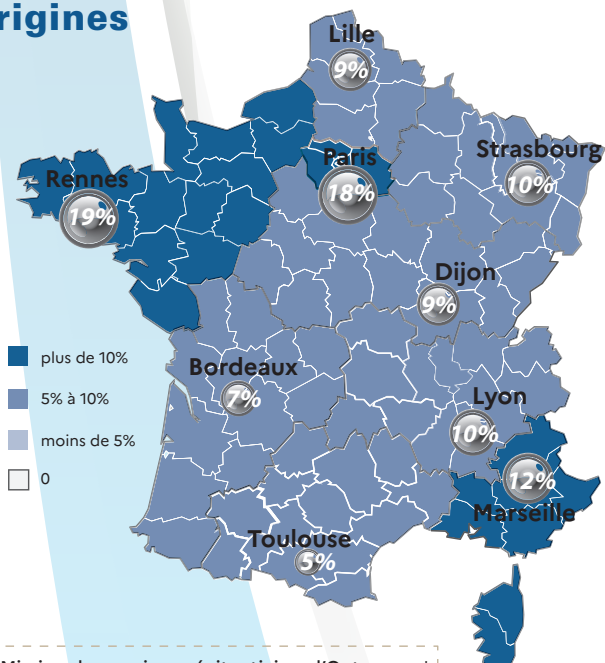 rigines
Lille
9%
Paris
18%
Strasbourg
10%
Rennes
19%
Dijon
9%
plus de 10%
5% à 10%
moins de 5%
0
Bordeaux
7%
Lyon
10%
12%
Marseille
Toulouse
5%